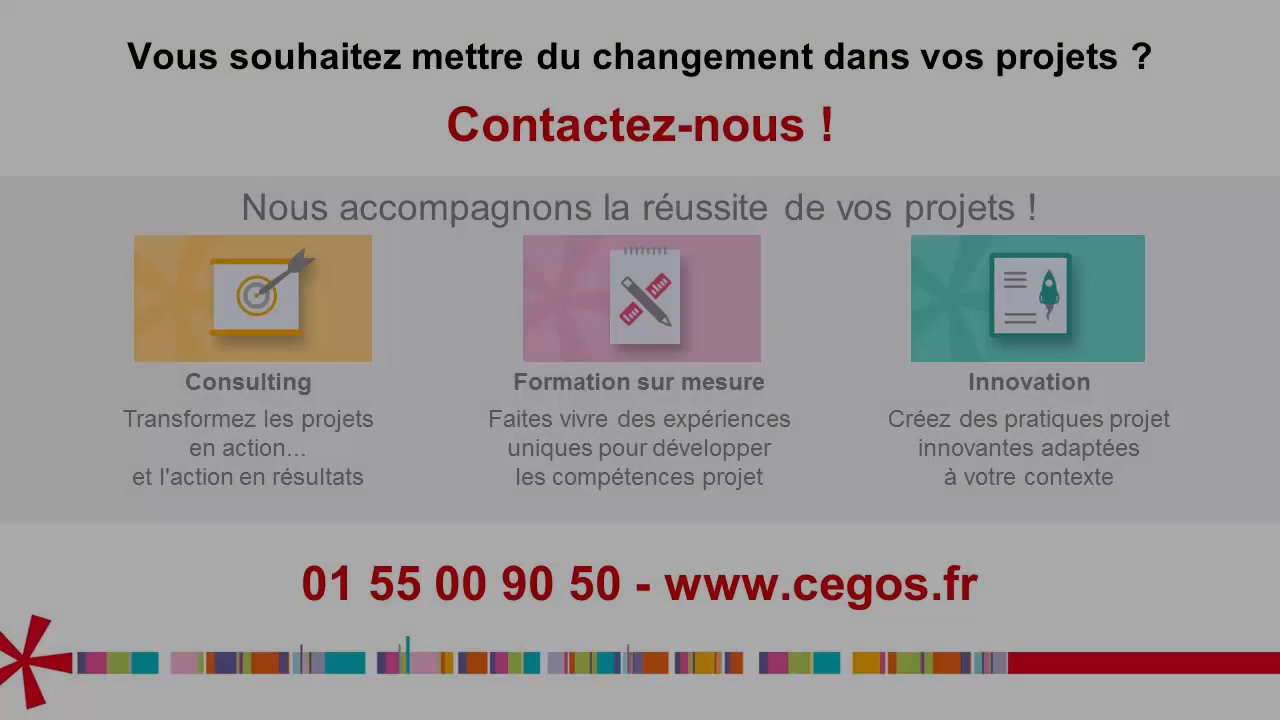 Vous souhaitez mettre du changement dans vos projets ?
Contactez-nous !
Nous accompagnons la réussite de vos projets !
Consulting
Transformez les projets
en action...
et l'action en résultats
Formation sur mesure
Faites vivre des expériences
uniques pour développer
les compétences projet
Innovation
Créez des pratiques projet
innovantes adaptées
à votre contexte
01 55 00 90 50 - www.cegos.fr